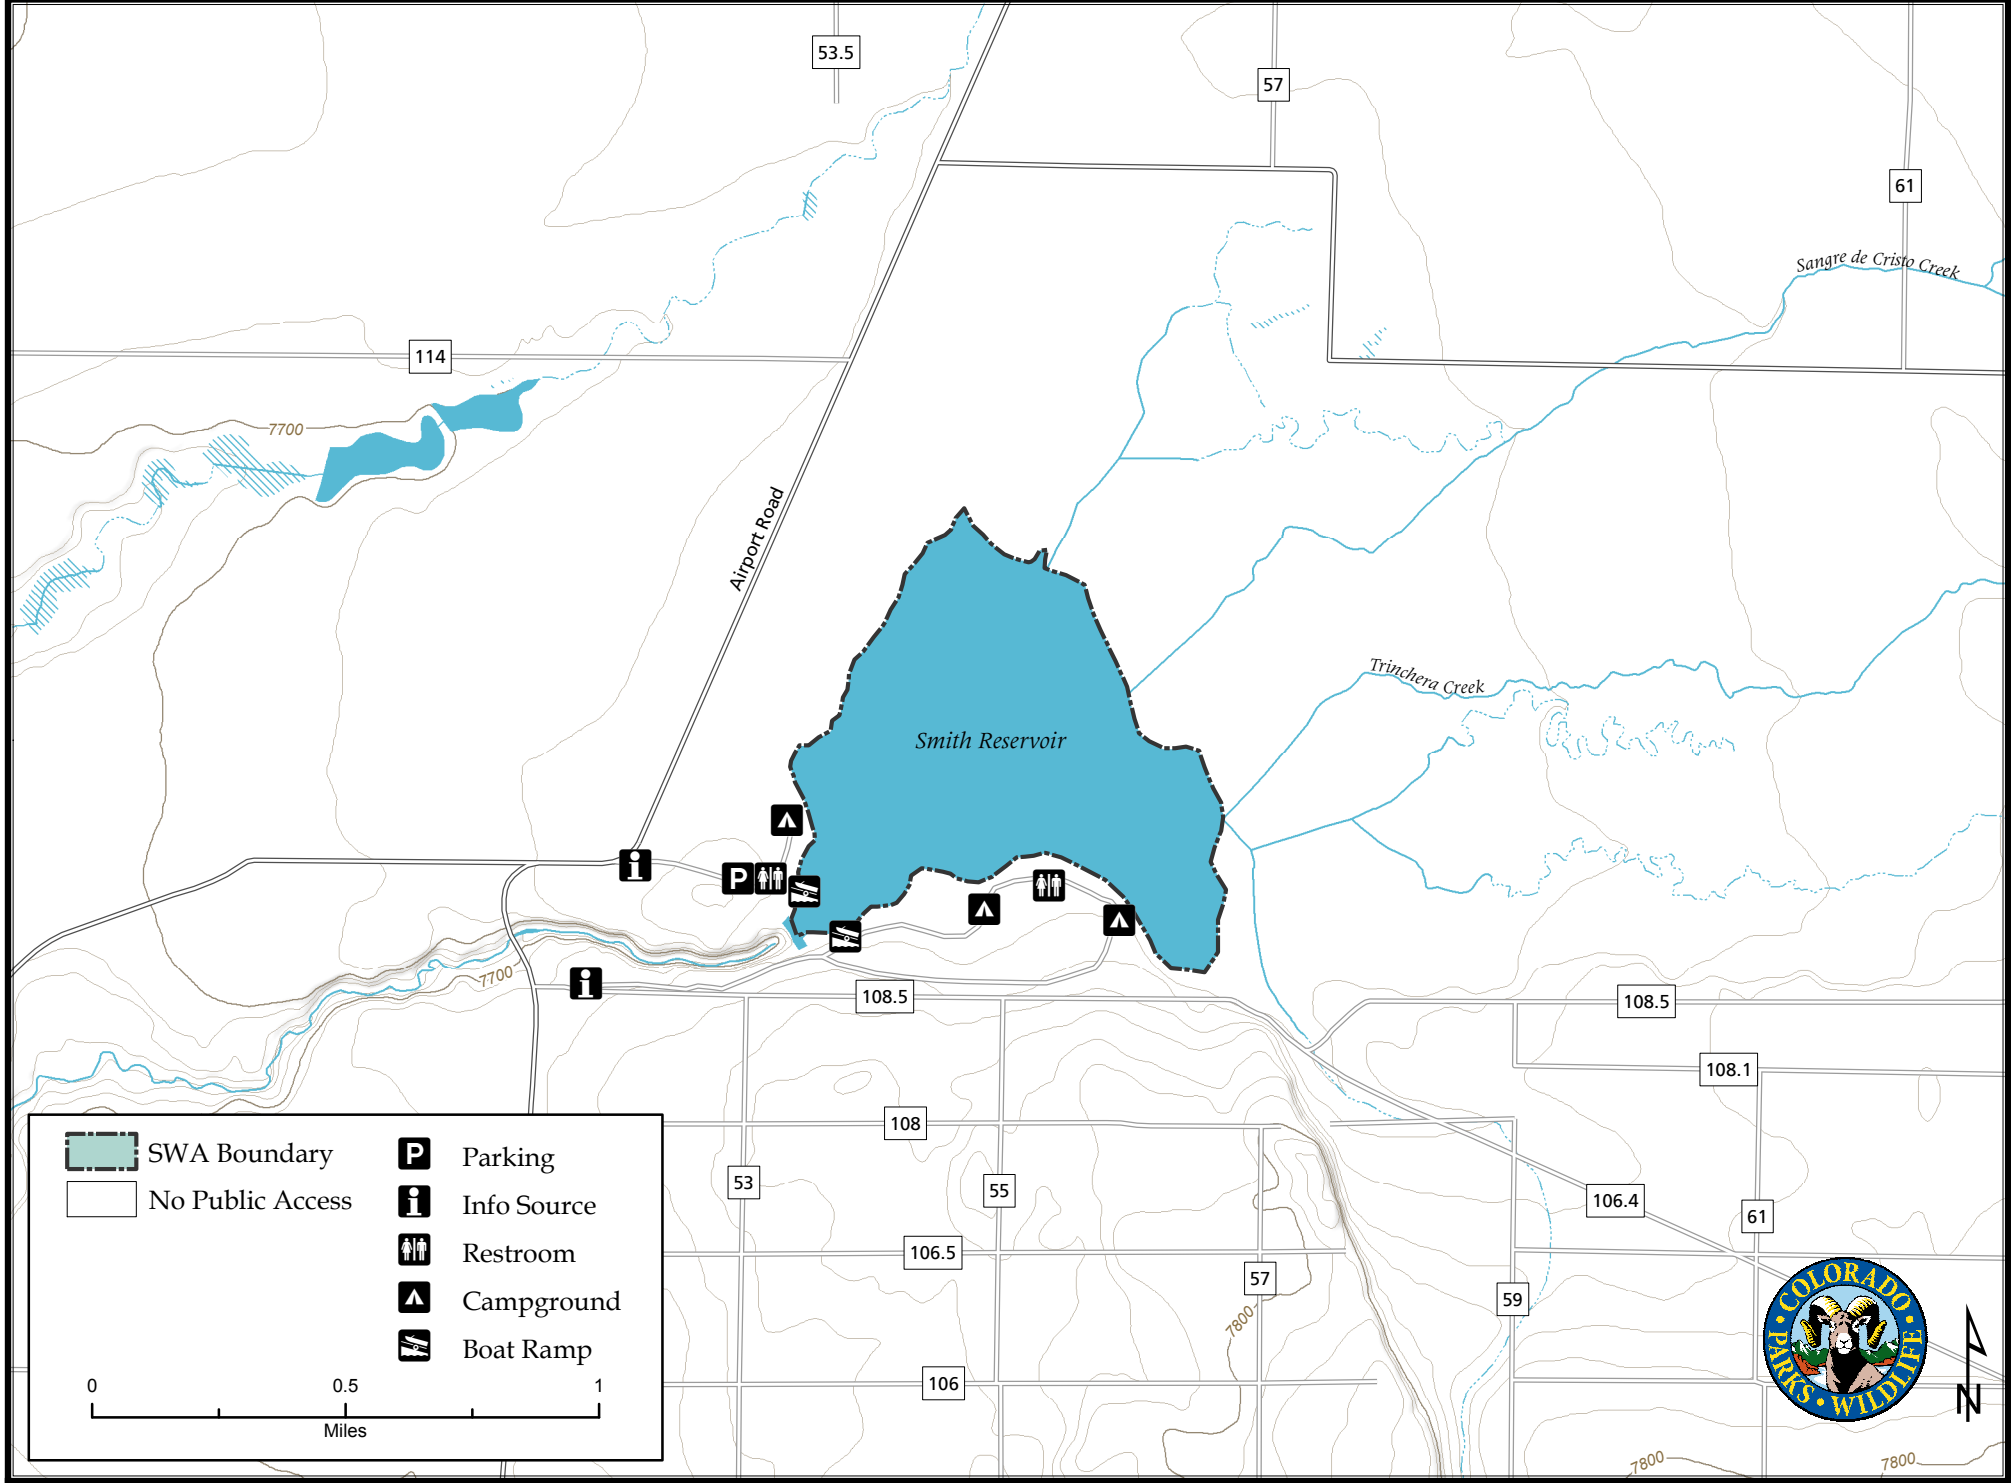 53.5
57
61
Sangre de Cristo Creek
114
7700
Airport Road
Trinchera Creek
Smith Reservoir
P
7700
108.5
108.5
108.1
108
53
55
106.4
61
106.5
57
59
7800
106
7800
7800
SWA Boundary
No Public Access
P Parking
Info Source
Restroom
Campground
Boat Ramp
0 0.5 1
Miles
COLORADO
PARKS • WILDLIFE
N